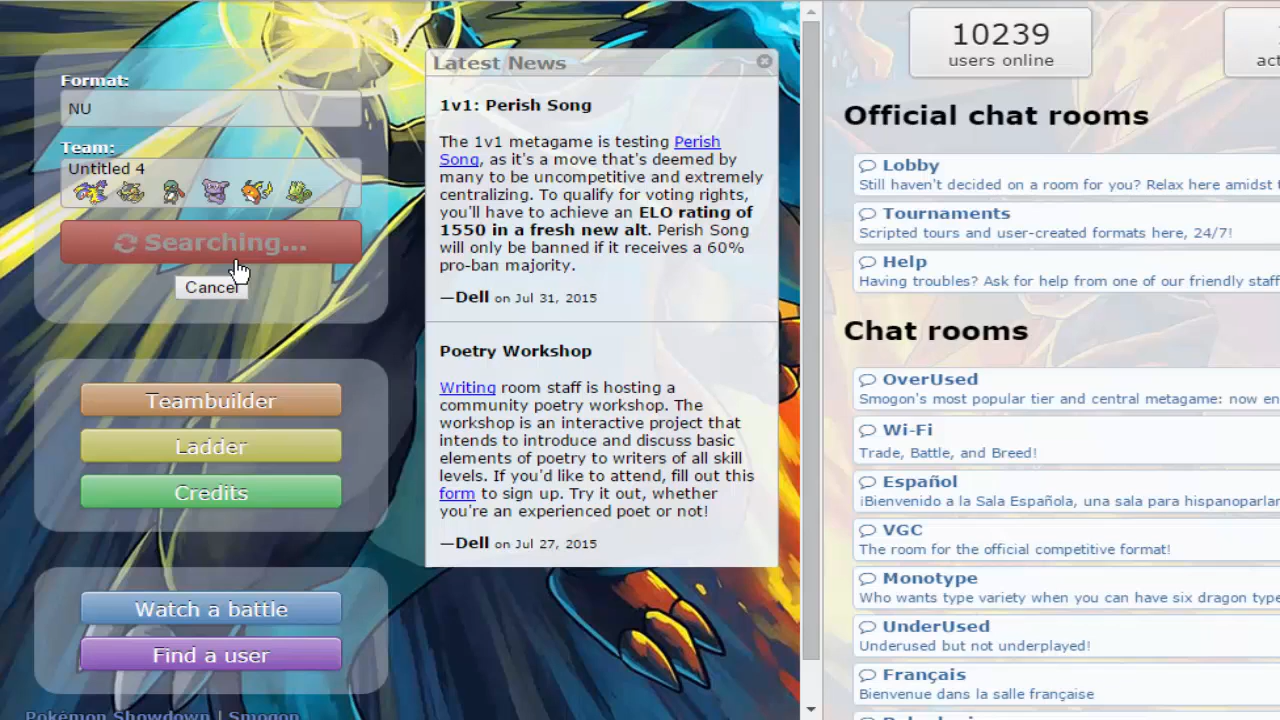 Format:
NU
Team:
Untitled 4
Searching...
Cancel
Teambuilder
Ladder
Credits
Watch a battle
Find a user
Pokémon Showdown | Smogon
Latest News
1v1: Perish Song
The 1v1 metagame is testing Perish
Song, as it's a move that's deemed by
many to be uncompetitive and extremely
centralizing. To qualify for voting rights,
you'll have to achieve an ELO rating of
1550 in a fresh new alt. Perish Song
will only be banned if it receives a 60%
pro-ban majority.
—Dell on Jul 31, 2015
Poetry Workshop
Writing room staff is hosting a
community poetry workshop. The
workshop is an interactive project that
intends to introduce and discuss basic
elements of poetry to writers of all skill
levels. If you'd like to attend, fill out this
form to sign up. Try it out, whether
you're an experienced poet or not!
—Dell on Jul 27, 2015
10239
users online
act
Official chat rooms
Lobby
Still haven't decided on a room for you? Relax here amidst t
Tournaments
Scripted tours and user-created formats here, 24/7!
Help
Having troubles? Ask for help from one of our friendly staff
Chat rooms
OverUsed
Smogon's most popular tier and central metagame: now en
Wi-Fi
Trade, Battle, and Breed!
Español
¡Bienvenido a la Sala Española, una sala para hispanoparlan
VGC
The room for the official competitive format!
Monotype
Who wants type variety when you can have six dragon type
UnderUsed
Underused but not underplayed!
Français
Bienvenue dans la salle française